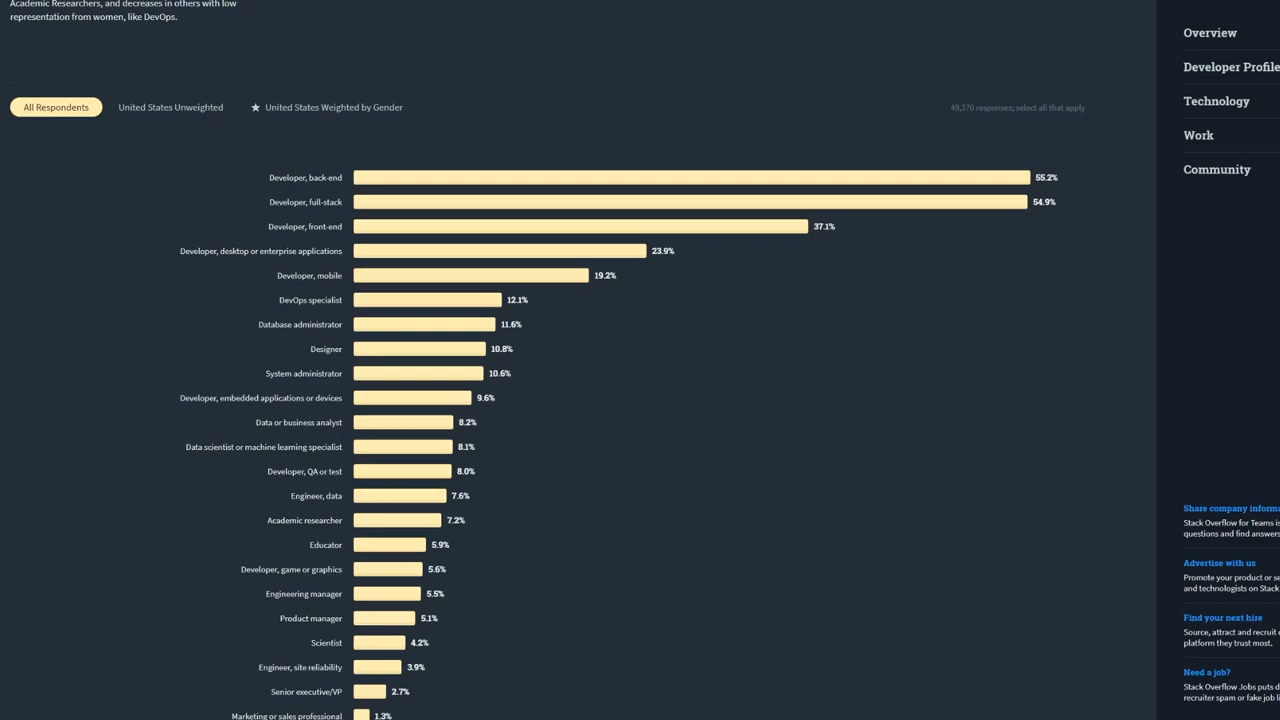 Academic Researchers, and decreases in others with low
representation from women, like DevOps.
All Respondents
United States Unweighted
★ United States Weighted by Gender
49,370 responses; select all that apply
Developer, back-end 55.2%
Developer, full-stack 54.9%
Developer, front-end 37.1%
Developer, desktop or enterprise applications 23.9%
Developer, mobile 19.2%
DevOps specialist 12.1%
Database administrator 11.6%
Designer 10.8%
System administrator 10.6%
Developer, embedded applications or devices 9.6%
Data or business analyst 8.2%
Data scientist or machine learning specialist 8.1%
Developer, QA or test 8.0%
Engineer, data 7.6%
Academic researcher 7.2%
Educator 5.9%
Developer, game or graphics 5.6%
Engineering manager 5.5%
Product manager 5.1%
Scientist 4.2%
Engineer, site reliability 3.9%
Senior executive/VP 2.7%
Marketing or sales professional 1.3%
Overview
Developer Profile
Technology
Work
Community
Share company informa
Stack Overflow for Teams is
questions and find answers
Advertise with us
Promote your product or se
and technologists on Stack
Find your next hire
Source, attract and recruit
platform they trust most.
Need a job?
Stack Overflow Jobs puts d
recruiter spam or fake job li